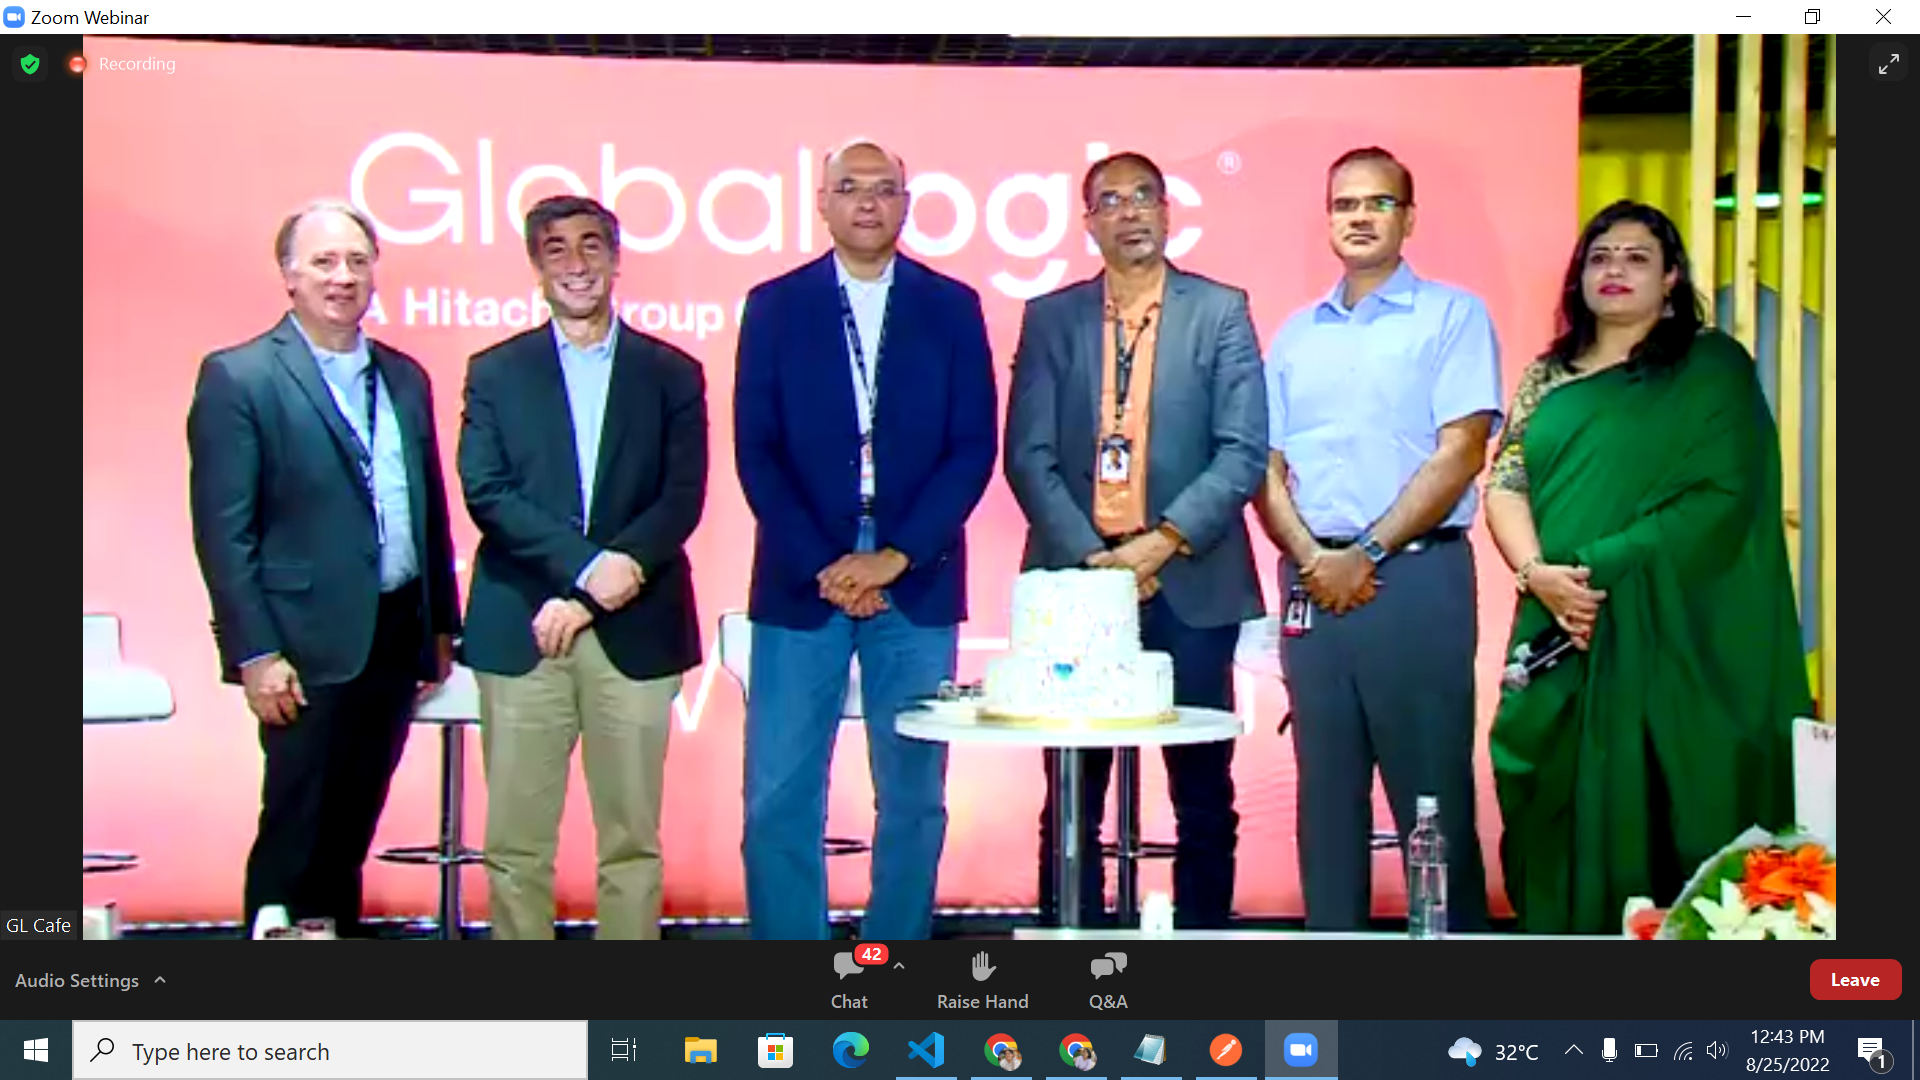 Zoom Webinar
Recording
Global ogic ®
A Hitach roup
GL Cafe
Audio Settings
42
Chat
Raise Hand
Q&A
Leave
Type here to search
32°C
12:43 PM
8/25/2022
1